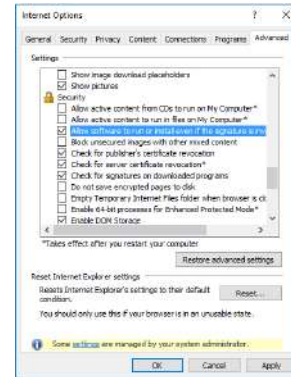 Internet Options
? X
General Security Privacy Content Connections Programs Advanced
Settings
Show image download placeholders
Show pictures
Security
Allow active content from CDs to run on My Computer*
Allow active content to run in files on My Computer*
Allow software to run or install even if the signature is inv
Block unsecured images with other mixed content
Check for publisher's certificate revocation
Check for server certificate revocation*
Check for signatures on downloaded programs
Do not save encrypted pages to disk
Empty Temporary Internet Files folder when browser is cl
Enable 64-bit processes for Enhanced Protected Mode*
Enable DOM Storage
*Takes effect after you restart your computer
Restore advanced settings
Reset Internet Explorer settings
Resets Internet Explorer's settings to their default
condition.
Reset...
You should only use this if your browser is in an unusable state.
Some settings are managed by your system administrator.
OK Cancel Apply